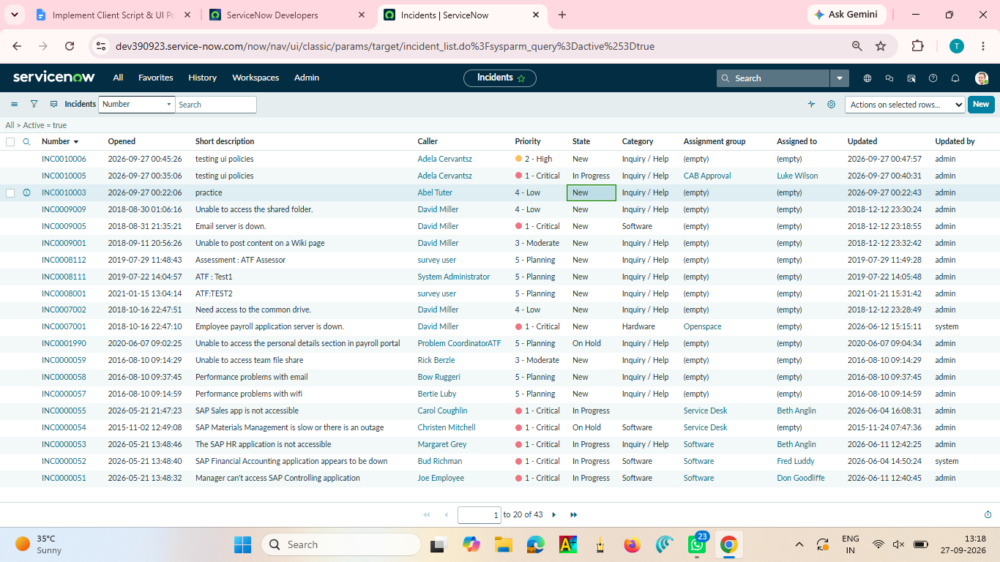 Implement Client Script & UI Po
ServiceNow Developers
Incidents | ServiceNow
Ask Gemini
dev390923.service-now.com/now/nav/ui/classic/params/target/incident_list.do%3Fsysparm_query%3Dactive%253Dtrue
T
servicenow All Favorites History Workspaces Admin Incidents Search
Incidents Number Search Actions on selected rows... New
All > Active = true
Number Opened Short description Caller Priority State Category Assignment group Assigned to Updated Updated by
INC0010006 2026-09-27 00:45:26 testing ui policies Adela Cervantsz 2 - High New Inquiry / Help (empty) (empty) 2026-09-27 00:47:57 admin
INC0010005 2026-09-27 00:35:06 testing ui policies Adela Cervantsz 1 - Critical In Progress Inquiry / Help CAB Approval Luke Wilson 2026-09-27 00:40:31 admin
INC0010003 2026-09-27 00:22:06 practice Abel Tuter 4 - Low New Inquiry / Help (empty) (empty) 2026-09-27 00:22:43 admin
INC0009009 2018-08-30 01:06:16 Unable to access the shared folder. David Miller 4 - Low New Inquiry / Help (empty) (empty) 2018-12-12 23:30:24 admin
INC0009005 2018-08-31 21:35:21 Email server is down. David Miller 1 - Critical New Software (empty) (empty) 2018-12-12 23:18:55 admin
INC0009001 2018-09-11 20:56:26 Unable to post content on a Wiki page David Miller 3 - Moderate New Inquiry / Help (empty) (empty) 2018-12-12 23:32:42 admin
INC0008112 2019-07-29 11:48:43 Assessment : ATF Assessor survey user 5 - Planning New Inquiry / Help (empty) (empty) 2019-07-29 11:49:28 admin
INC0008111 2019-07-22 14:04:57 ATF : Test1 System Administrator 5 - Planning New Inquiry / Help (empty) (empty) 2019-07-22 14:05:48 admin
INC0008001 2021-01-15 13:04:14 ATF:TEST2 survey user 5 - Planning New Inquiry / Help (empty) (empty) 2021-01-21 15:31:42 admin
INC0007002 2018-10-16 22:47:51 Need access to the common drive. David Miller 4 - Low New Inquiry / Help (empty) (empty) 2018-12-12 23:28:49 admin
INC0007001 2018-10-16 22:47:10 Employee payroll application server is down. David Miller 1 - Critical New Hardware Openspace (empty) 2026-06-12 15:15:11 system
INC0001990 2020-06-07 09:02:25 Unable to access the personal details section in payroll portal Problem CoordinatorATF 5 - Planning On Hold Inquiry / Help (empty) (empty) 2020-06-07 09:04:34 admin
INC0000059 2016-08-10 09:14:29 Unable to access team file share Rick Berzle 3 - Moderate New Inquiry / Help (empty) (empty) 2016-08-10 09:14:29 admin
INC0000058 2016-08-10 09:37:45 Performance problems with email Bow Ruggeri 5 - Planning New Inquiry / Help (empty) (empty) 2016-08-10 09:37:45 admin
INC0000057 2016-08-10 09:14:59 Performance problems with wifi Bertie Luby 5 - Planning New Inquiry / Help (empty) (empty) 2016-08-10 09:14:59 admin
INC0000055 2026-05-21 21:47:23 SAP Sales app is not accessible Carol Coughlin 1 - Critical In Progress Service Desk Beth Anglin 2026-06-04 16:08:31 admin
INC0000054 2015-11-02 12:49:08 SAP Materials Management is slow or there is an outage Christen Mitchell 1 - Critical On Hold Software Service Desk (empty) 2015-11-24 07:47:36 admin
INC0000053 2026-05-21 13:48:46 The SAP HR application is not accessible Margaret Grey 1 - Critical In Progress Inquiry / Help Software Beth Anglin 2026-06-11 12:42:25 admin
INC0000052 2026-05-21 13:48:40 SAP Financial Accounting application appears to be down Bud Richman 1 - Critical In Progress Software Software Fred Luddy 2026-06-04 14:50:24 system
INC0000051 2026-05-21 13:48:32 Manager can't access SAP Controlling application Joe Employee 1 - Critical In Progress Software Software Don Goodliffe 2026-06-11 12:40:45 admin
1 to 20 of 43
35°C
Sunny
Search
23
ENG
IN
13:18
27-09-2026